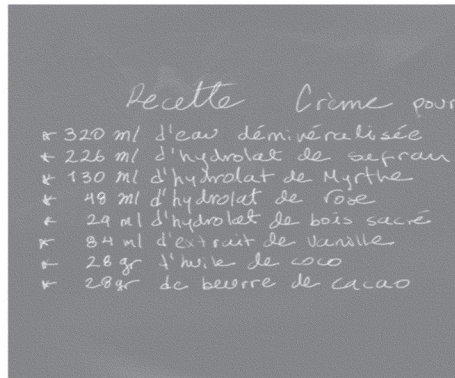 Recette Crème pour
* 320 ml d'eau déminéralisée
* 226 ml d'hydrolat de safran
* 130 ml d'hydrolat de Myrrhe
* 48 ml d'hydrolat de rose
* 29 ml d'hydrolat de bois sacré
* 84 ml d'extrait de vanille
* 28 gr d'huile de coco
* 28 gr de beurre de cacao